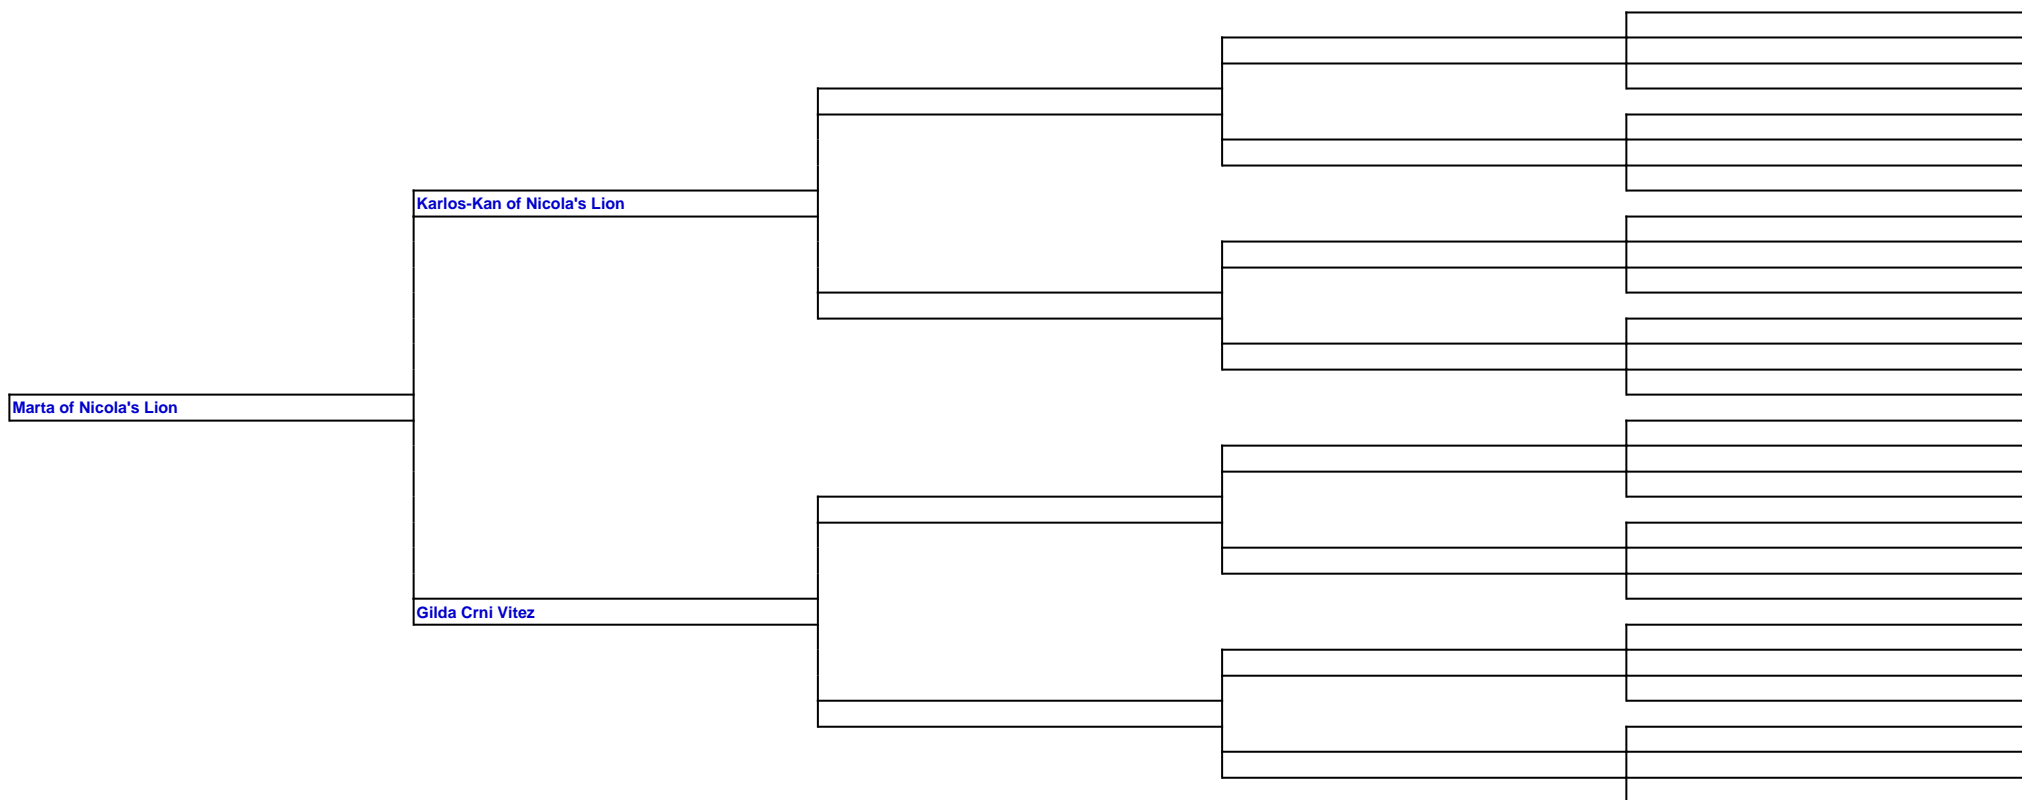 Karlos-Kan of Nicola's Lion
Marta of Nicola's Lion
Gilda Crni Vitez